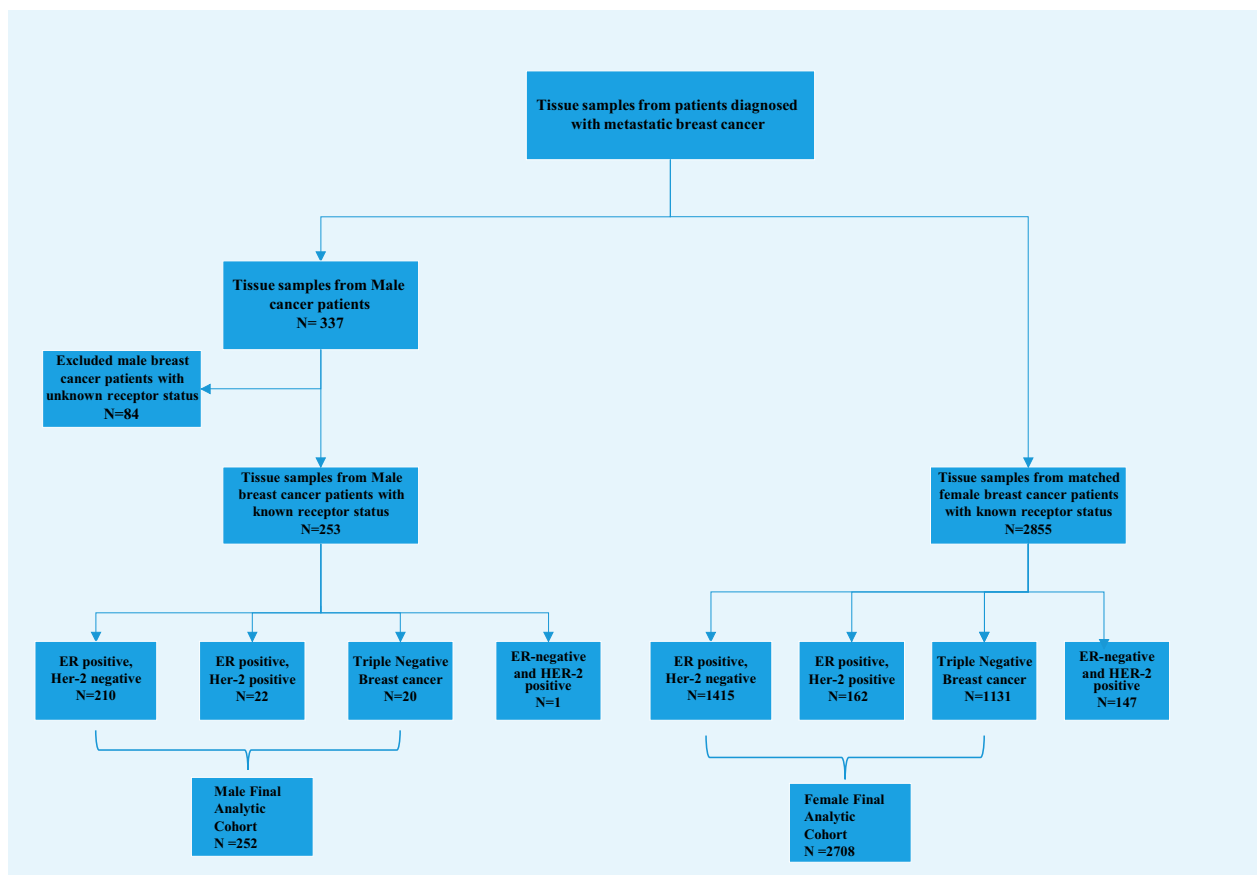 Tissue samples from patients diagnosed
with metastatic breast cancer
Tissue samples from Male
cancer patients
N= 337
Excluded male breast
cancer patients with
unknown receptor status
N=84
Tissue samples from Male
breast cancer patients with
known receptor status
N=253
Tissue samples from matched
female breast cancer patients
with known receptor status
N=2855
ER positive,
Her-2 negative
N=210
ER positive,
Her-2 positive
N=22
Triple Negative
Breast cancer
N=20
ER-negative
and HER-2
positive
N=1
ER positive,
Her-2 negative
N=1415
ER positive,
Her-2 positive
N=162
Triple Negative
Breast cancer
N=1131
ER-negative
and HER-2
positive
N=147
Male Final
Analytic
Cohort
N =252
Female Final
Analytic
Cohort
N =2708